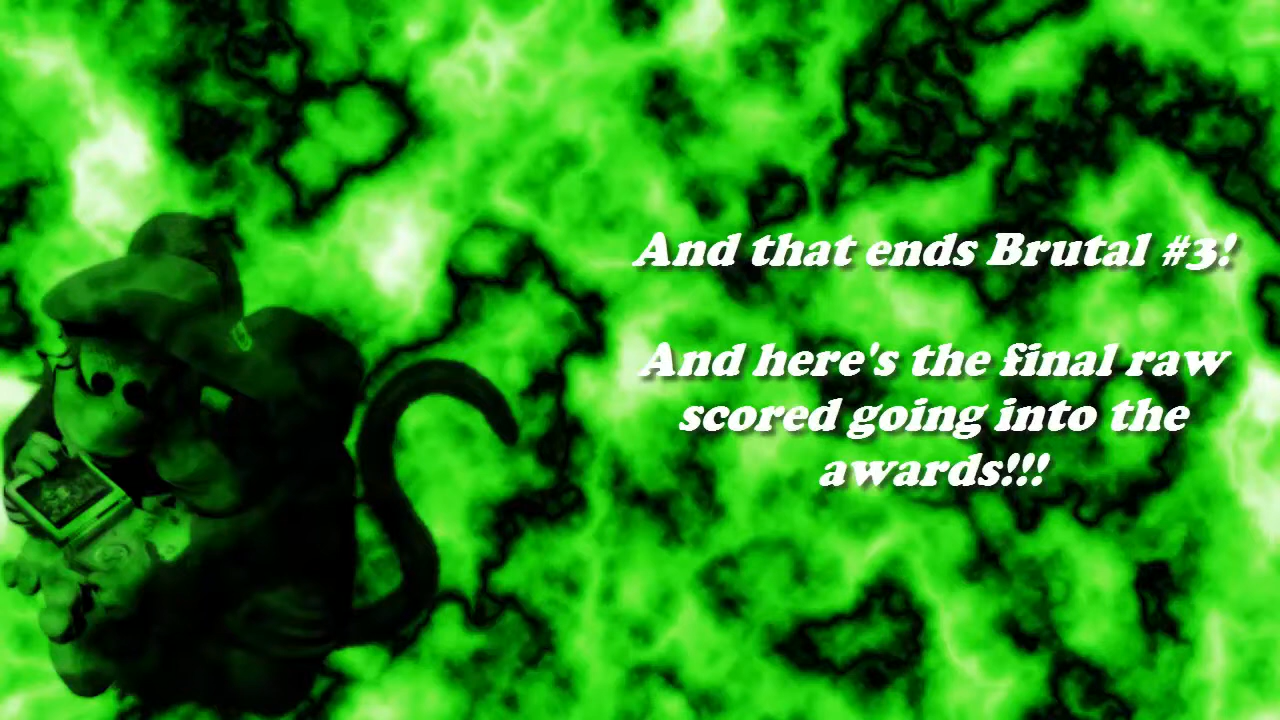 And that ends Brutal #3!
And here's the final raw
scored going into the
awards!!!